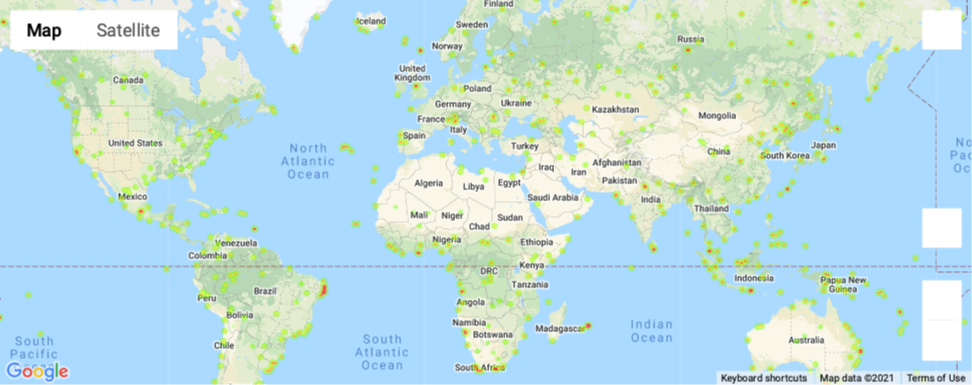 Map
Satellite
Iceland
Finland
Sweden
Norway
Russia
Canada
United
Kingdom
Poland
Germany
Ukraine
Kazakhstan
Mongolia
France
Italy
Spain
Turkey
United States
North
Atlantic
Ocean
China
Japan
South Korea
Iraq
Iran
Afghanistan
Pakistan
Algeria
Libya
Egypt
Saudi Arabia
India
Mexico
Mali
Niger
Chad
Sudan
Thailand
Nigeria
Ethiopia
Venezuela
Colombia
DRC
Kenya
Tanzania
Indonesia
Papua New
Guinea
Peru
Brazil
Bolivia
Angola
Namibia
Botswana
Madagascar
Indian
Ocean
Chile
South
Atlantic
Ocean
South
Pacific
Australia
South Africa
No
Pac
Oc
Google
Keyboard shortcuts
Map data ©2021
Terms of Use